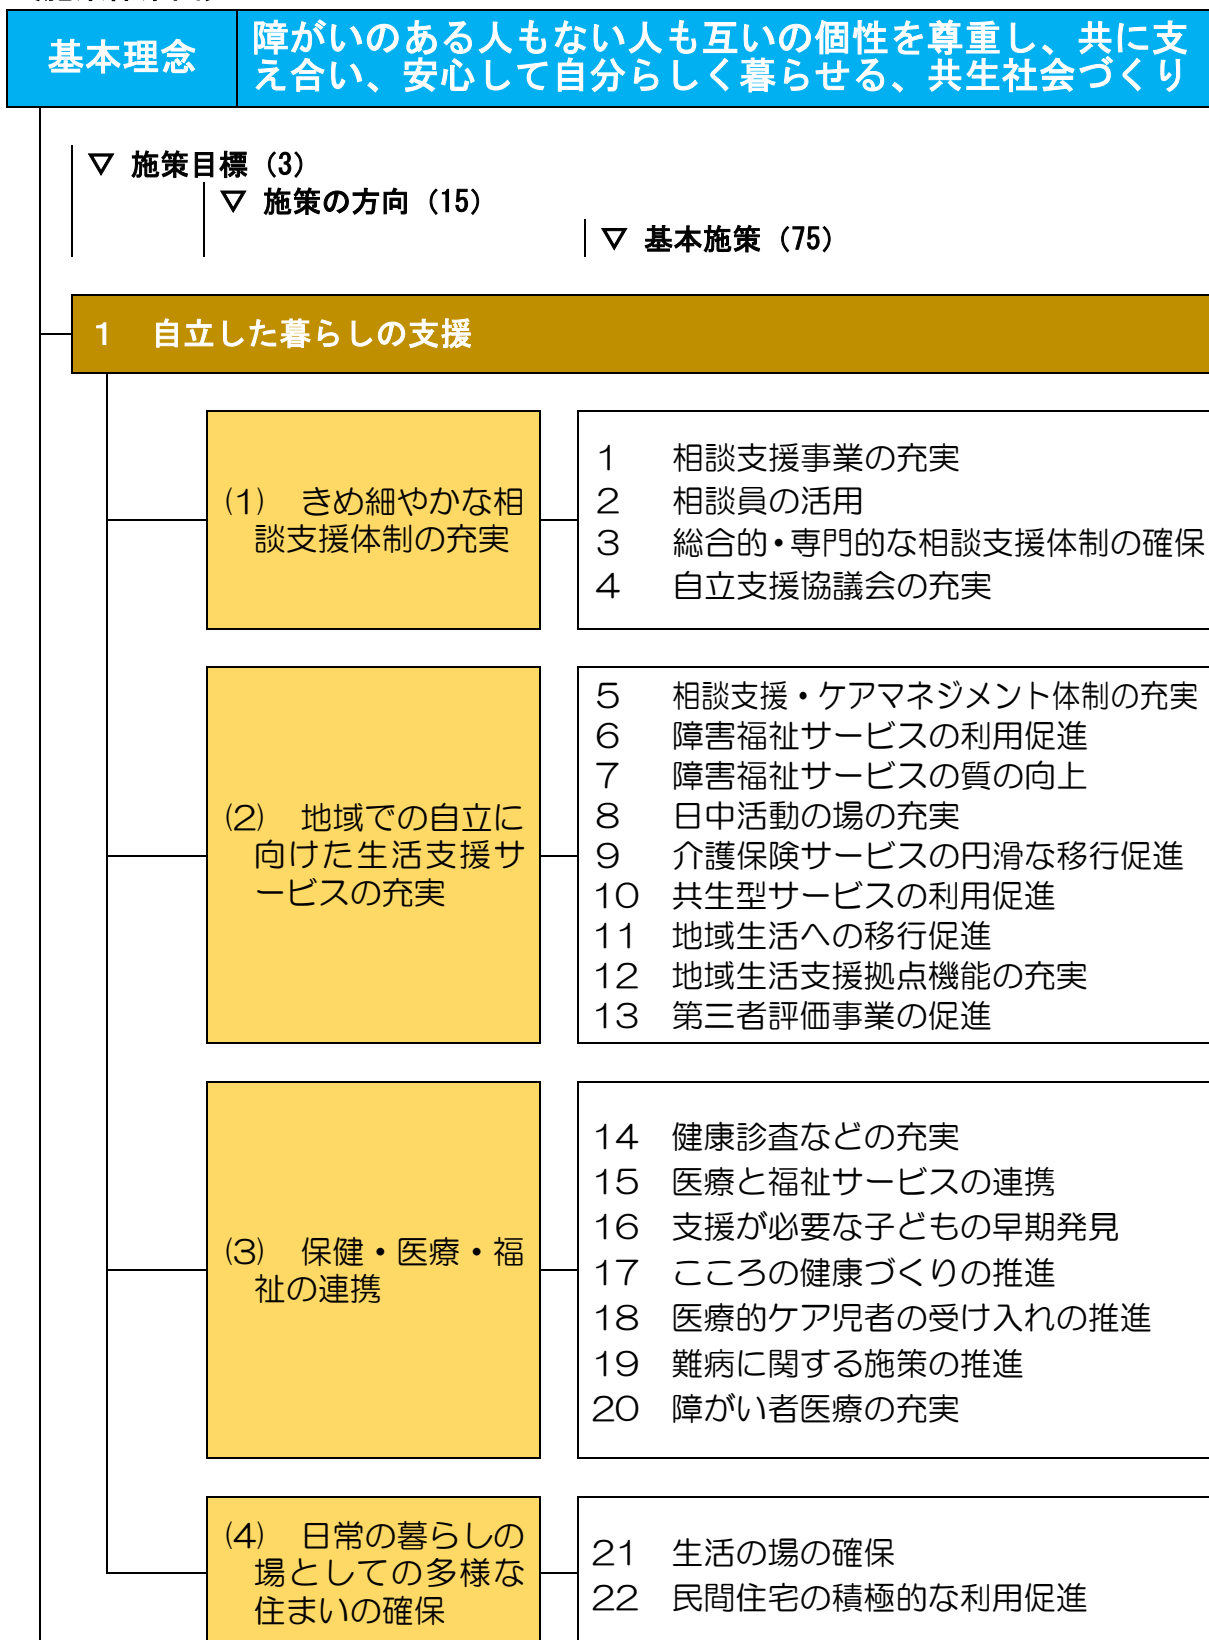 基本理念
障がいのある人もない人も互いの個性を尊重し、共に支
え合い、安心して自分らしく暮らせる、共生社会づくり
▽ 施策目標（3）
▽ 施策の方向（15）
▽ 基本施策（75）
1　自立した暮らしの支援
(1)　きめ細やかな相
談支援体制の充実
1　相談支援事業の充実
2　相談員の活用
3　総合的・専門的な相談支援体制の確保
4　自立支援協議会の充実
(2)　地域での自立に
向けた生活支援サ
ービスの充実
5　相談支援・ケアマネジメント体制の充実
6　障害福祉サービスの利用促進
7　障害福祉サービスの質の向上
8　日中活動の場の充実
9　介護保険サービスの円滑な移行促進
10　共生型サービスの利用促進
11　地域生活への移行促進
12　地域生活支援拠点機能の充実
13　第三者評価事業の促進
(3)　保健・医療・福
祉の連携
14　健康診査などの充実
15　医療と福祉サービスの連携
16　支援が必要な子どもの早期発見
17　こころの健康づくりの推進
18　医療的ケア児者の受け入れの推進
19　難病に関する施策の推進
20　障がい者医療の充実
(4)　日常の暮らしの
場としての多様な
住まいの確保
21　生活の場の確保
22　民間住宅の積極的な利用促進